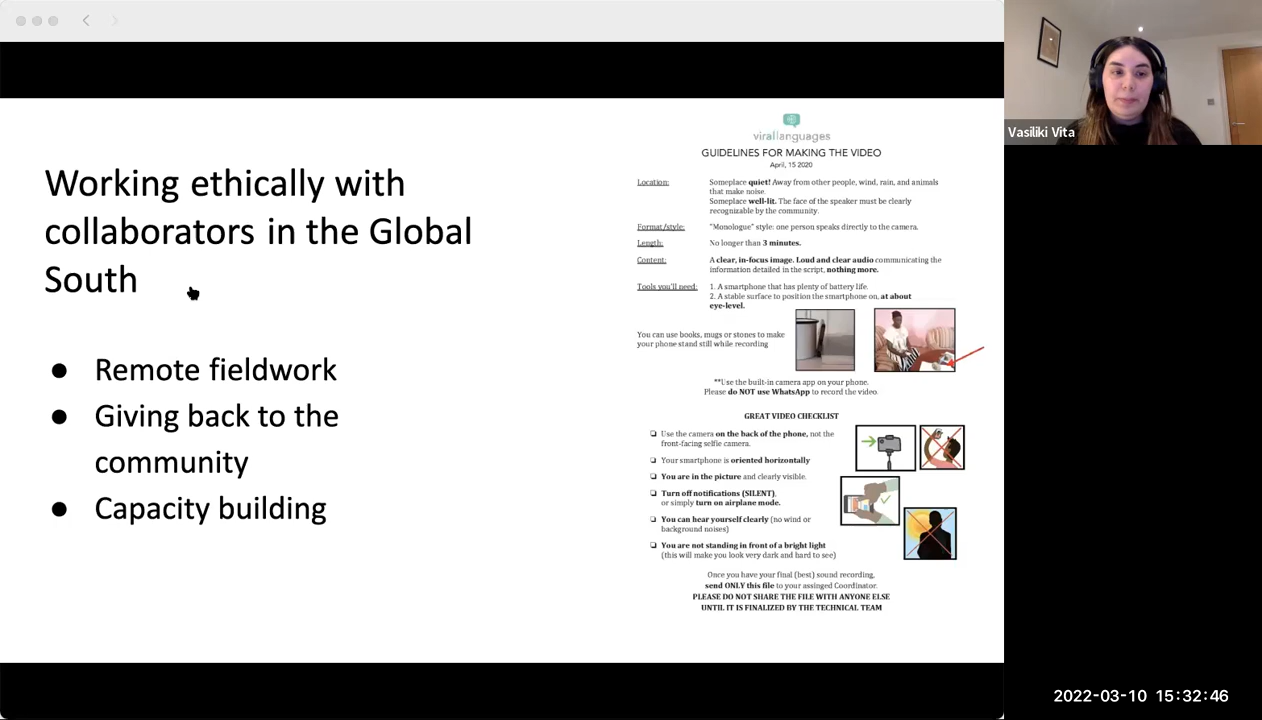 Working ethically with
collaborators in the Global
South
● Remote fieldwork
● Giving back to the
community
● Capacity building
virallanguages
GUIDELINES FOR MAKING THE VIDEO
April, 15 2020
Location: Someplace quiet! Away from other people, wind, rain, and animals
that make noise.
Someplace well-lit. The face of the speaker must be clearly
recognizable by the community.
Format/style: "Monologue" style: one person speaks directly to the camera.
Length: No longer than 3 minutes.
Content: A clear, in-focus image. Loud and clear audio communicating the
information detailed in the script, nothing more.
Tools you'll need: 1. A smartphone that has plenty of battery life.
2. A stable surface to position the smartphone on, at about
eye-level.
You can use books, mugs or stones to make
your phone stand still while recording
**Use the built-in camera app on your phone.
Please do NOT use WhatsApp to record the video.
GREAT VIDEO CHECKLIST
❑ Use the camera on the back of the phone, not the
front-facing selfie camera.
❑ Your smartphone is oriented horizontally
❑ You are in the picture and clearly visible.
❑ Turn off notifications (SILENT),
or simply turn on airplane mode.
❑ You can hear yourself clearly (no wind or
background noises)
❑ You are not standing in front of a bright light
(this will make you look very dark and hard to see)
Once you have your final (best) sound recording,
send ONLY this file to your assinged Coordinator.
PLEASE DO NOT SHARE THE FILE WITH ANYONE ELSE
UNTIL IT IS FINALIZED BY THE TECHNICAL TEAM
Vasiliki Vita
2022-03-10 15:32:46